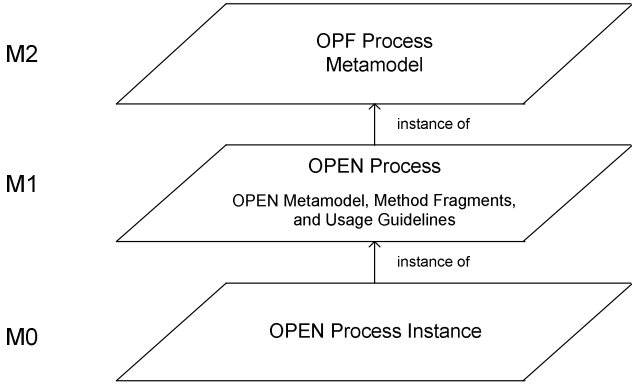 M2
OPF Process
Metamodel
instance of
M1
OPEN Process
OPEN Metamodel, Method Fragments,
and Usage Guidelines
instance of
M0
OPEN Process Instance